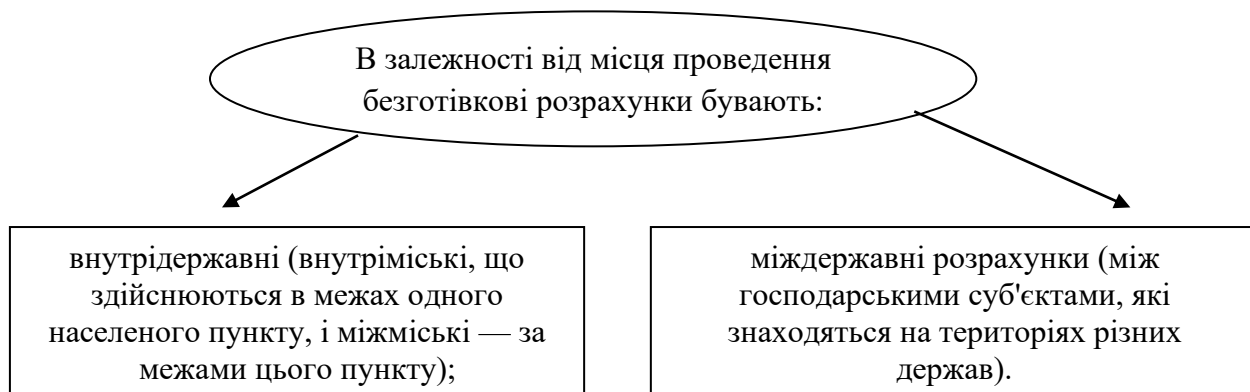 В залежності від місця проведення
безготівкові розрахунки бувають:
внутрідержавні (внутріміські, що
здійснюються в межах одного
населеного пункту, і міжміські — за
межами цього пункту);
міждержавні розрахунки (між
господарськими суб'єктами, які
знаходяться на територіях різних
держав).